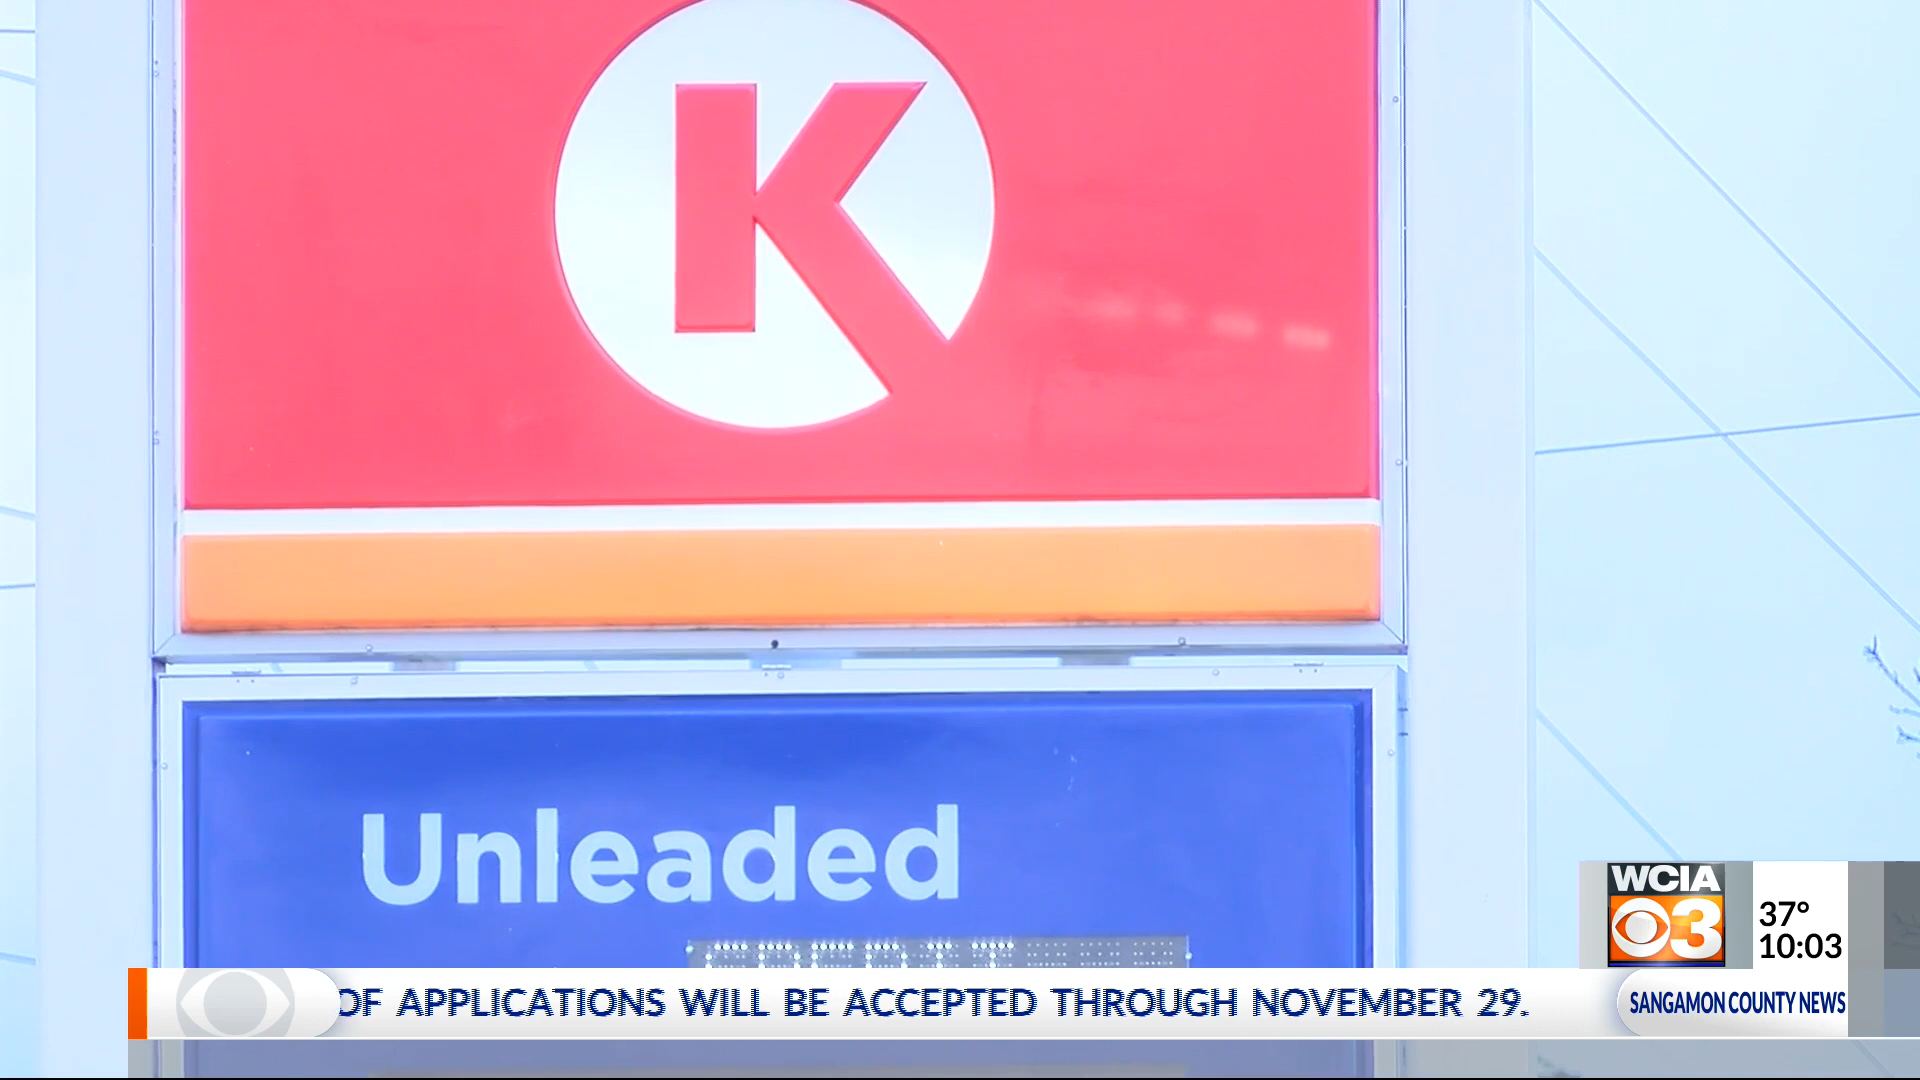 K
Unleaded
WCIA
3
37°
10:03
OF APPLICATIONS WILL BE ACCEPTED THROUGH NOVEMBER 29.
SANGAMON COUNTY NEWS